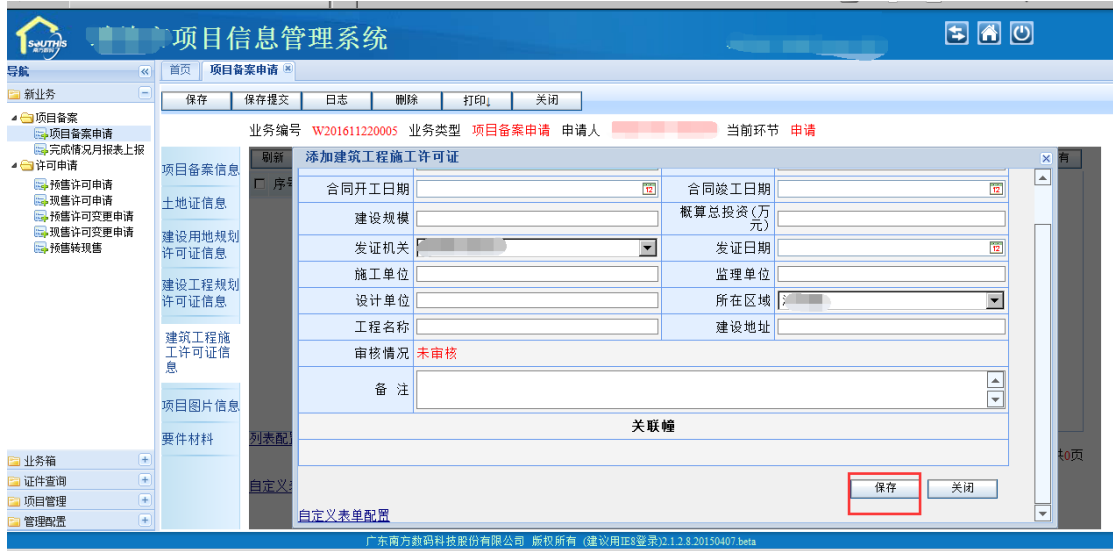 SOUTHS
南方数码
项目信息管理系统
导航
首页 项目备案申请
新业务
保存 保存提交 日志 删除 打印↓ 关闭
项目备案
项目备案申请
完成情况月报表上报
许可申请
预售许可申请
现售许可申请
预售许可变更申请
现售许可变更申请
预售转现售
业务编号 W201611220005 业务类型 项目备案申请 申请人 当前环节 申请
项目备案信息
土地证信息
建设用地规划
许可证信息
建设工程规划
许可证信息
建筑工程施
工许可证信
息
项目图片信息
要件材料
刷新
序号
添加建筑工程施工许可证
有
合同开工日期 12 合同竣工日期 12
建设规模 概算总投资(万
元)
发证机关 发证日期 12
施工单位 监理单位
设计单位 所在区域
工程名称 建设地址
审核情况 未审核
备 注
关联幢
保存 关闭
自定义表单配置
列表配
自定义
共0页
业务箱
证件查询
项目管理
管理配置
广东南方数码科技股份有限公司 版权所有 (建议用IE8登录)2.1.2.8.20150407.beta